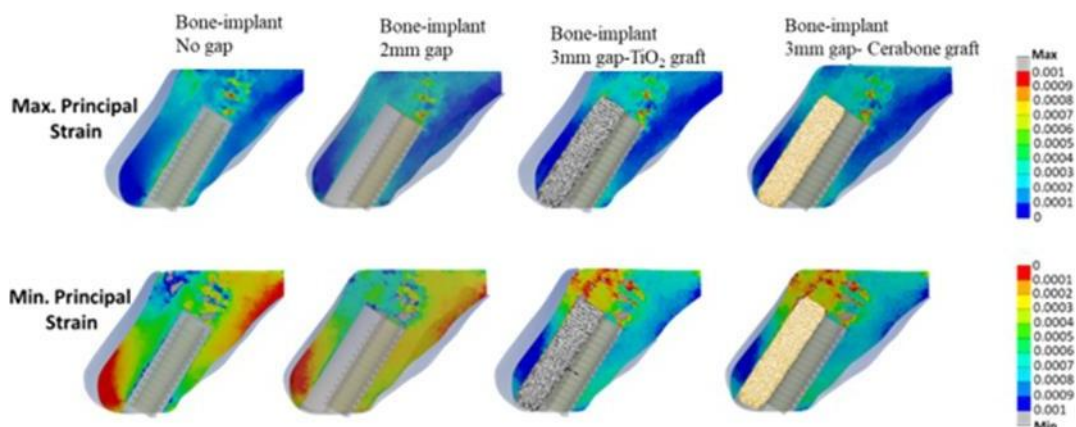 Bone-implant
No gap
Bone-implant
2mm gap
Bone-implant
3mm gap-TiO₂ graft
Bone-implant
3mm gap- Cerabone graft
Max. Principal
Strain
Max
0.001
0.0009
0.0008
0.0007
0.0006
0.0005
0.0004
0.0003
0.0002
0.0001
0
Min. Principal
Strain
0
0.0001
0.0002
0.0003
0.0004
0.0005
0.0006
0.0007
0.0008
0.0009
0.001
Min